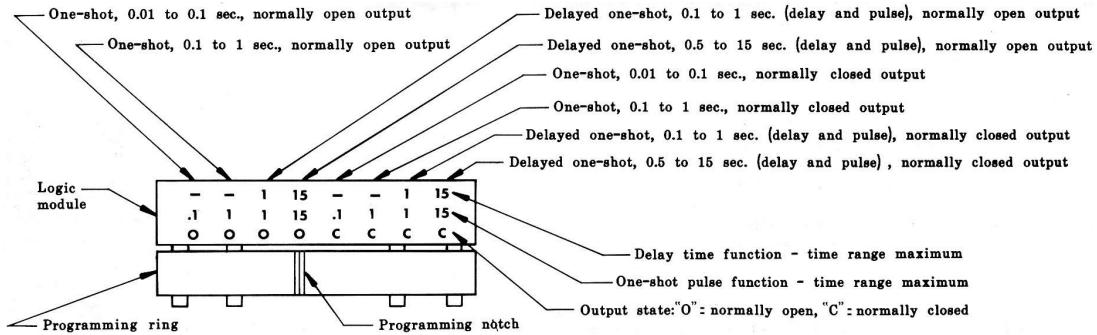 One-shot, 0.01 to 0.1 sec., normally open output
One-shot, 0.1 to 1 sec., normally open output
Delayed one-shot, 0.1 to 1 sec. (delay and pulse), normally open output
Delayed one-shot, 0.5 to 15 sec. (delay and pulse), normally open output
One-shot, 0.01 to 0.1 sec., normally closed output
One-shot, 0.1 to 1 sec., normally closed output
Delayed one-shot, 0.1 to 1 sec. (delay and pulse), normally closed output
Delayed one-shot, 0.5 to 15 sec. (delay and pulse) , normally closed output
Logic
module
– – 1 15 – – 1 15
.1 1 1 15 .1 1 1 15
O O O O C C C C
Delay time function - time range maximum
One-shot pulse function - time range maximum
Output state: "O" = normally open, "C" = normally closed
Programming ring
Programming notch